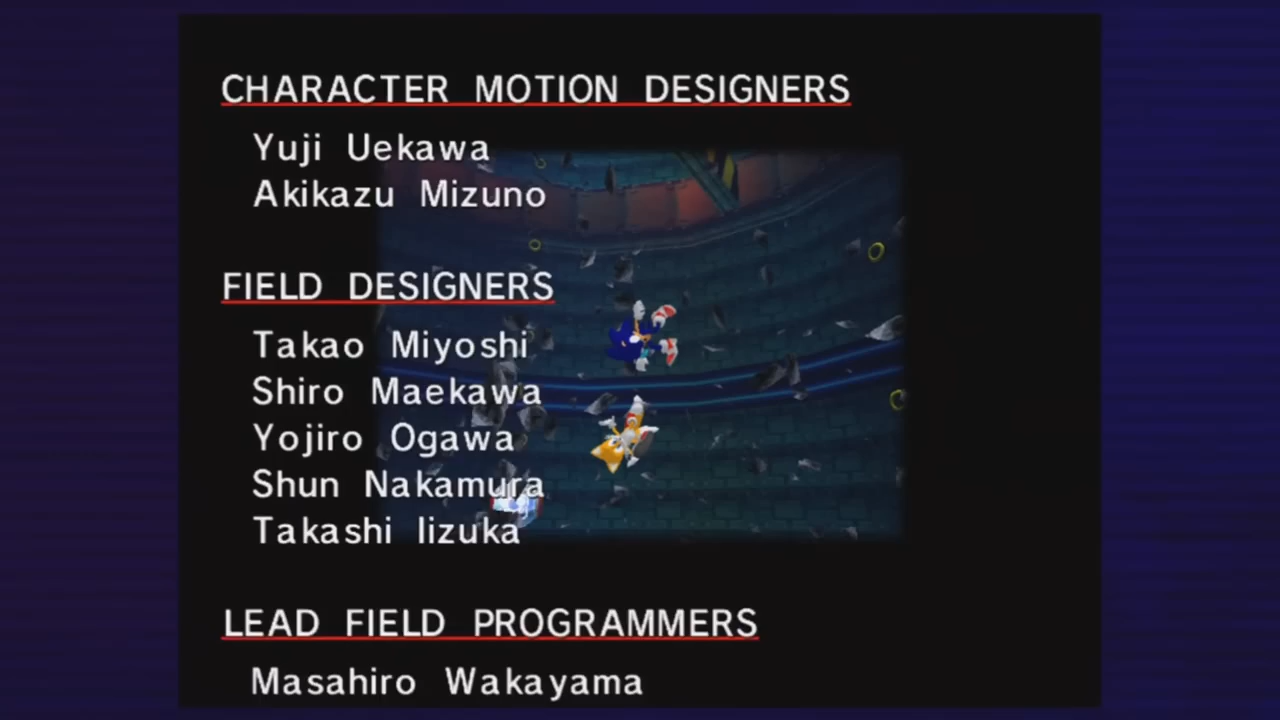 CHARACTER MOTION DESIGNERS
Yuji Uekawa
Akikazu Mizuno
FIELD DESIGNERS
Takao Miyoshi
Shiro Maekawa
Yojiro Ogawa
Shun Nakamura
Takashi Iizuka
LEAD FIELD PROGRAMMERS
Masahiro Wakayama